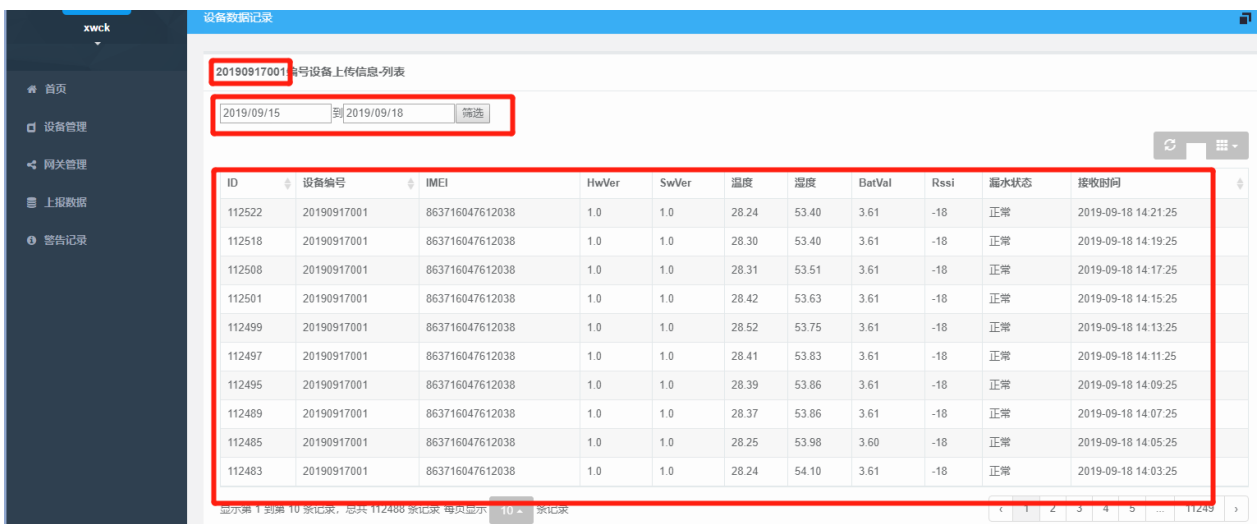 xwck
设备数据记录
首页
设备管理
网关管理
上报数据
警告记录
20190917001编号设备上传信息-列表
2019/09/15 到 2019/09/18 筛选
ID 设备编号 IMEI HwVer SwVer 温度 湿度 BatVal Rssi 漏水状态 接收时间
112522 20190917001 863716047612038 1.0 1.0 28.24 53.40 3.61 -18 正常 2019-09-18 14:21:25
112518 20190917001 863716047612038 1.0 1.0 28.30 53.40 3.61 -18 正常 2019-09-18 14:19:25
112508 20190917001 863716047612038 1.0 1.0 28.31 53.51 3.61 -18 正常 2019-09-18 14:17:25
112501 20190917001 863716047612038 1.0 1.0 28.42 53.63 3.61 -18 正常 2019-09-18 14:15:25
112499 20190917001 863716047612038 1.0 1.0 28.52 53.75 3.61 -18 正常 2019-09-18 14:13:25
112497 20190917001 863716047612038 1.0 1.0 28.41 53.83 3.61 -18 正常 2019-09-18 14:11:25
112495 20190917001 863716047612038 1.0 1.0 28.39 53.86 3.61 -18 正常 2019-09-18 14:09:25
112489 20190917001 863716047612038 1.0 1.0 28.37 53.86 3.61 -18 正常 2019-09-18 14:07:25
112485 20190917001 863716047612038 1.0 1.0 28.25 53.98 3.60 -18 正常 2019-09-18 14:05:25
112483 20190917001 863716047612038 1.0 1.0 28.24 54.10 3.61 -18 正常 2019-09-18 14:03:25
显示第 1 到第 10 条记录，总共 112488 条记录 每页显示 10 条记录
‹ 1 2 3 4 5 ... 11249 ›